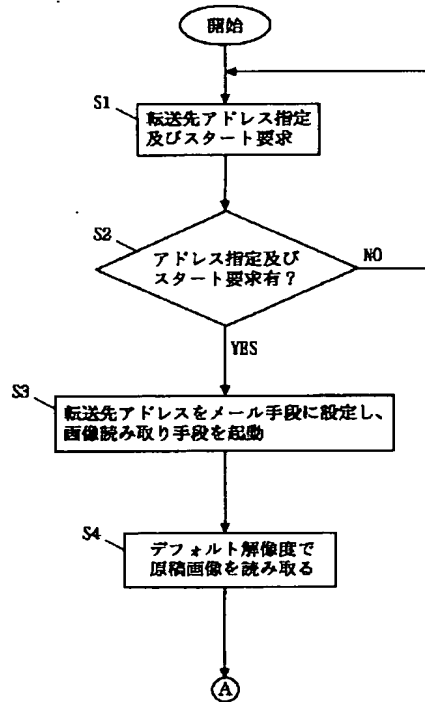 開始
S1
転送先アドレス指定
及びスタート要求
S2
アドレス指定及び
スタート要求有?
NO
YES
S3
転送先アドレスをメール手段に設定し、
画像読み取り手段を起動
S4
デフォルト解像度で
原稿画像を読み取る
A